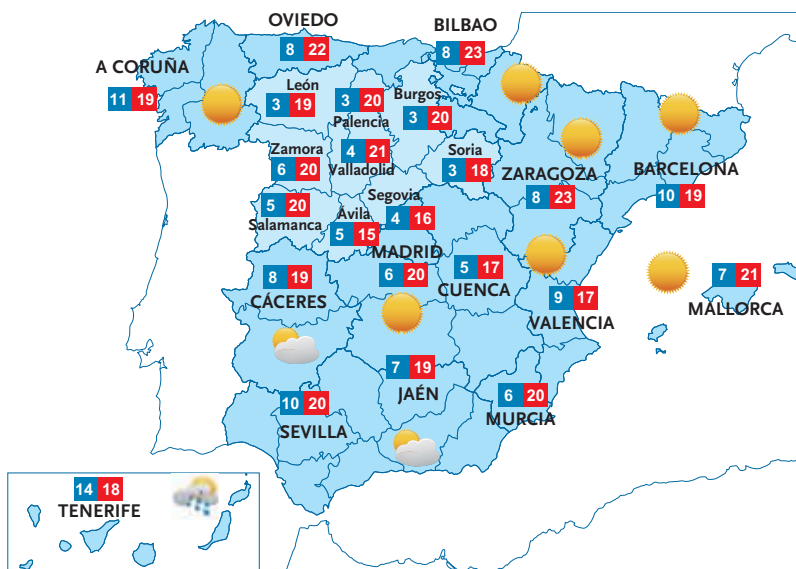 OVIEDO
8 22
BILBAO
8 23
A CORUÑA
11 19
León
3 19
3 20
Palencia
Burgos
3 20
Zamora
6 20
4 21
Valladolid
Soria
3 18
ZARAGOZA
8 23
BARCELONA
10 19
5 20
Salamanca
Ávila
5 15
Segovia
4 16
MADRID
6 20
5 17
CUENCA
8 19
CÁCERES
9 17
VALENCIA
7 21
MALLORCA
7 19
JAÉN
10 20
SEVILLA
6 20
MURCIA
14 18
TENERIFE